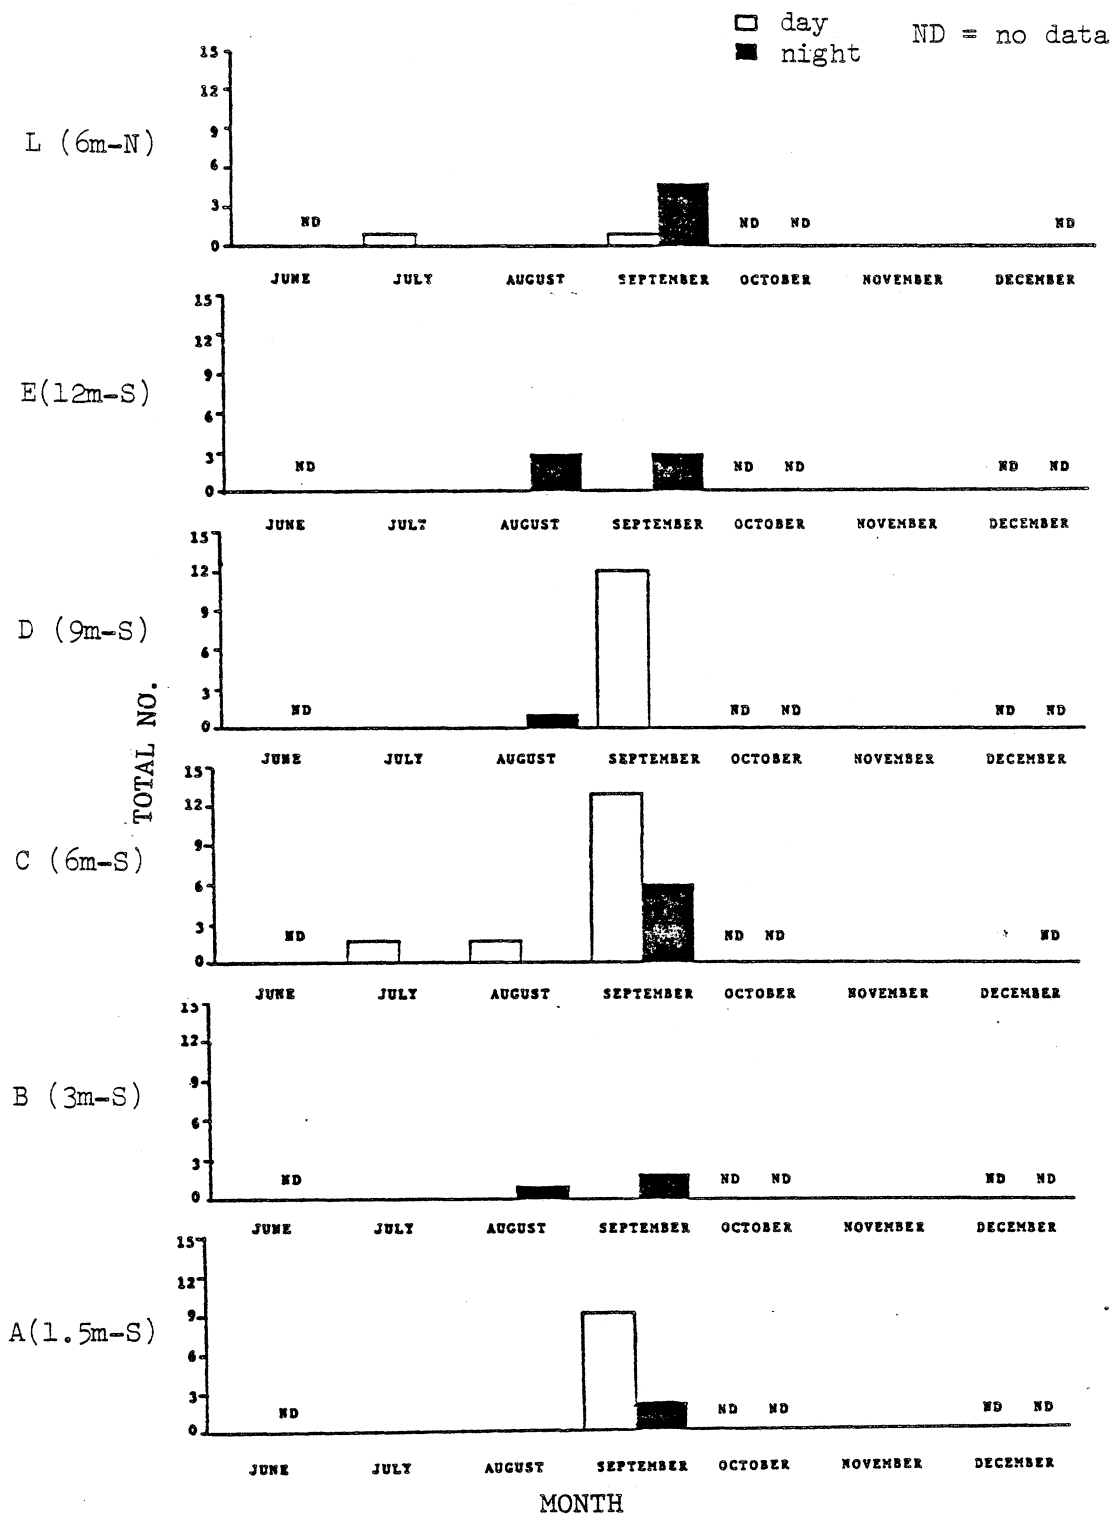 day
night
ND = no data
L (6m-N)
15
12
9
6
3
0
ND ND ND ND
JUNE JULY AUGUST SEPTEMBER OCTOBER NOVEMBER DECEMBER
E(12m-S)
15
12
9
6
3
0
ND ND ND ND ND
JUNE JULY AUGUST SEPTEMBER OCTOBER NOVEMBER DECEMBER
D (9m-S)
15
12
9
6
3
0
ND ND ND ND ND
JUNE JULY AUGUST SEPTEMBER OCTOBER NOVEMBER DECEMBER
TOTAL NO.
C (6m-S)
15
12
9
6
3
0
ND ND ND ND
JUNE JULY AUGUST SEPTEMBER OCTOBER NOVEMBER DECEMBER
B (3m-S)
15
12
9
6
3
0
ND ND ND ND ND
JUNE JULY AUGUST SEPTEMBER OCTOBER NOVEMBER DECEMBER
A(1.5m-S)
15
12
9
6
3
0
ND ND ND ND ND
JUNE JULY AUGUST SEPTEMBER OCTOBER NOVEMBER DECEMBER
MONTH